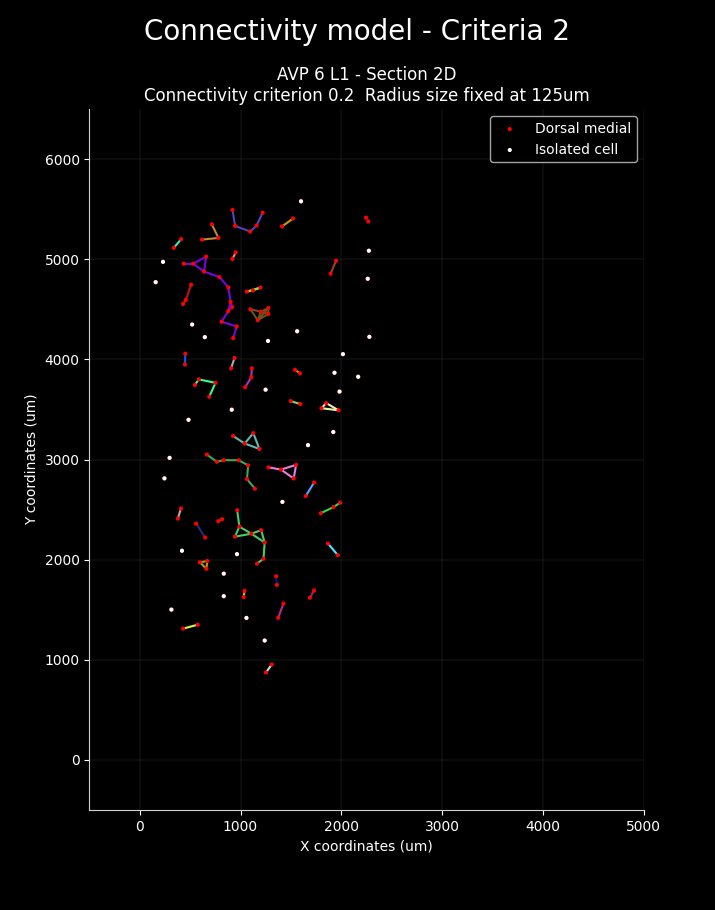 Connectivity model - Criteria 2
AVP 6 L1 - Section 2D
Connectivity criterion 0.2  Radius size fixed at 125um
Dorsal medial
Isolated cell
6000
5000
4000
3000
2000
1000
0
Y coordinates (um)
0 1000 2000 3000 4000 5000
X coordinates (um)